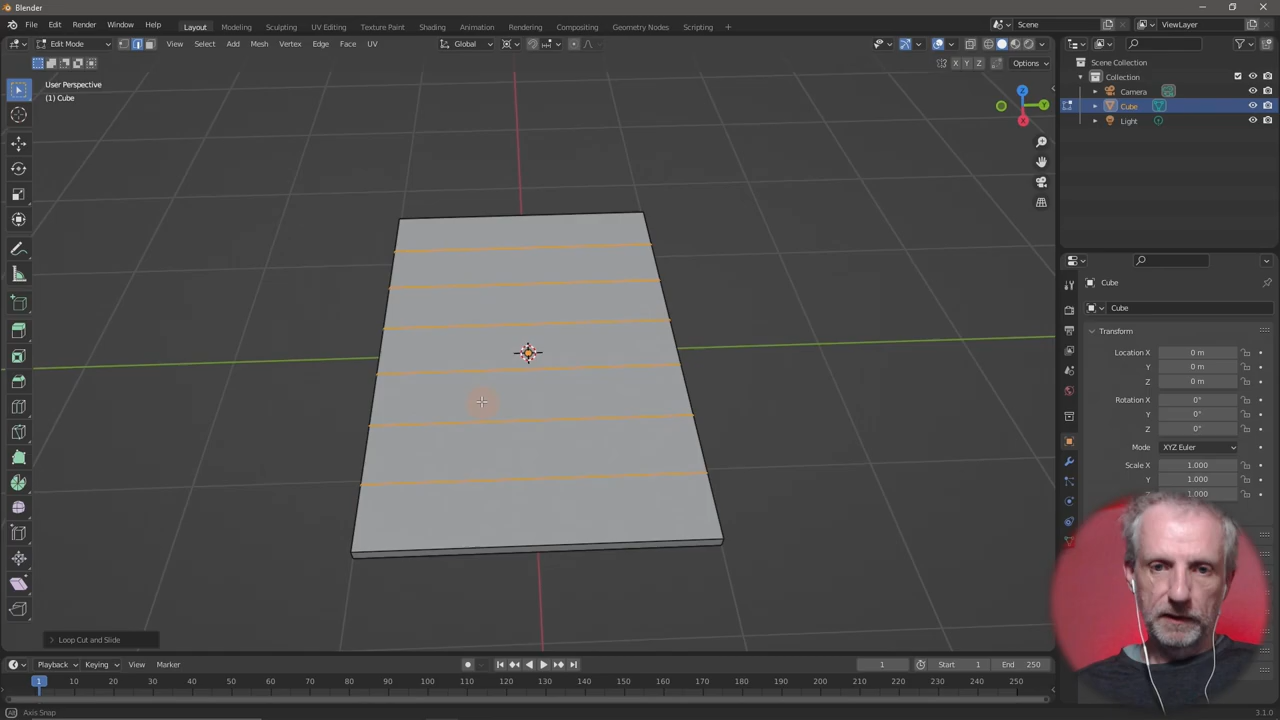 Blender
File Edit Render Window Help
Layout Modeling Sculpting UV Editing Texture Paint Shading Animation Rendering Compositing Geometry Nodes Scripting +
Scene
ViewLayer
Edit Mode
View Select Add Mesh Vertex Edge Face UV
Global
X Y Z
Options
User Perspective
(1) Cube
Z
Y
X
Scene Collection
Collection
Camera
Cube
Light
Cube
Cube
Transform
Location X 0 m
Y 0 m
Z 0 m
Rotation X 0°
Y 0°
Z 0°
Mode XYZ Euler
Scale X 1.000
Y 1.000
Z 1.000
Loop Cut and Slide
Playback Keying View Marker
1
Start 1
End 250
1 10 20 30 40 50 60 70 80 90 100 110 120 130 140 150 160 170 180 190 200 210 220 230 240 250
Axis Snap
3.1.0